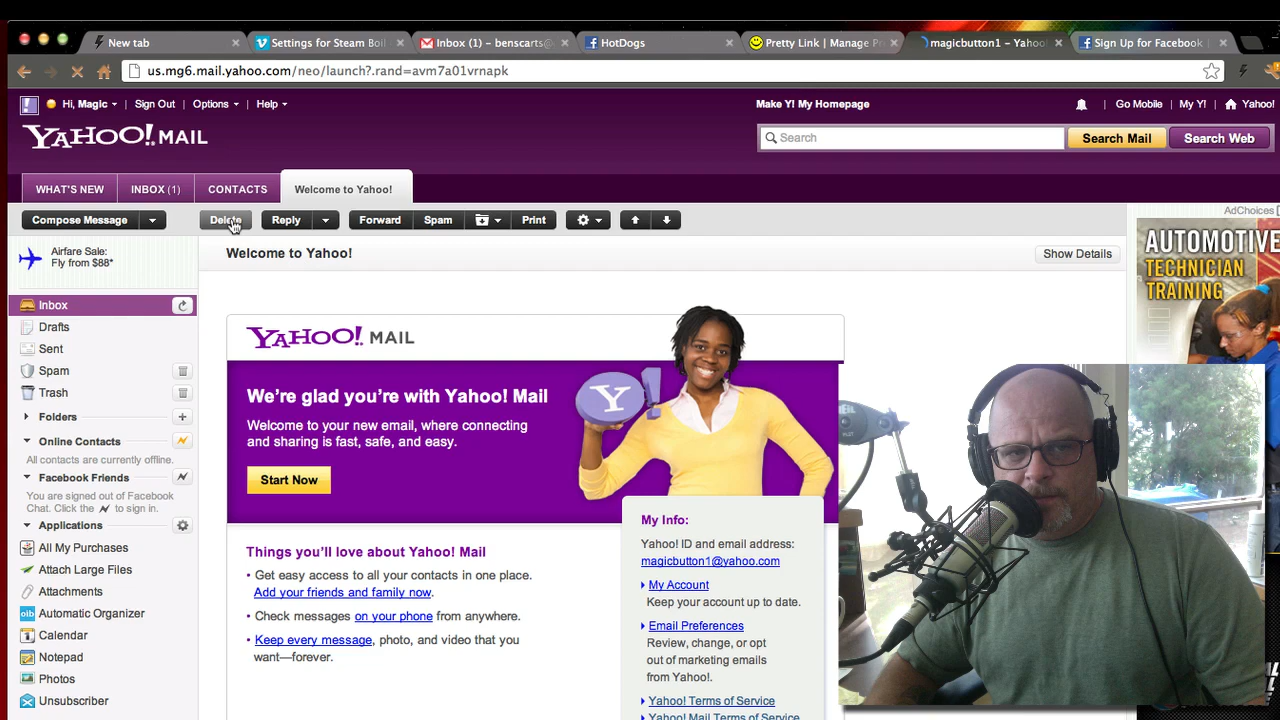 New tab
Settings for Steam Boil
Inbox (1) – benscarts@
HotDogs
Pretty Link | Manage Pr
magicbutton1 – Yahoo!
Sign Up for Facebook |
us.mg6.mail.yahoo.com/neo/launch?.rand=avm7a01vrnapk
Hi, Magic
Sign Out
Options
Help
Make Y! My Homepage
Go Mobile
My Y!
Yahoo!
YAHOO! MAIL
Search
Search Mail
Search Web
WHAT'S NEW
INBOX (1)
CONTACTS
Welcome to Yahoo!
Compose Message
Delete
Reply
Forward
Spam
Print
AdChoices
Airfare Sale:
Fly from $88*
Welcome to Yahoo!
Show Details
AUTOMOTIVE
TECHNICIAN
TRAINING
Inbox
Drafts
Sent
Spam
Trash
Folders
Online Contacts
All contacts are currently offline.
Facebook Friends
You are signed out of Facebook
Chat. Click the to sign in.
Applications
All My Purchases
Attach Large Files
Attachments
olb Automatic Organizer
Calendar
Notepad
Photos
Unsubscriber
YAHOO! MAIL
We're glad you're with Yahoo! Mail
Welcome to your new email, where connecting
and sharing is fast, safe, and easy.
Start Now
Y!
Things you'll love about Yahoo! Mail
• Get easy access to all your contacts in one place.
Add your friends and family now.
• Check messages on your phone from anywhere.
• Keep every message, photo, and video that you
want—forever.
My Info:
Yahoo! ID and email address:
magicbutton1@yahoo.com
My Account
Keep your account up to date.
Email Preferences
Review, change, or opt
out of marketing emails
from Yahoo!.
Yahoo! Terms of Service
Yahoo! Mail Terms of Service